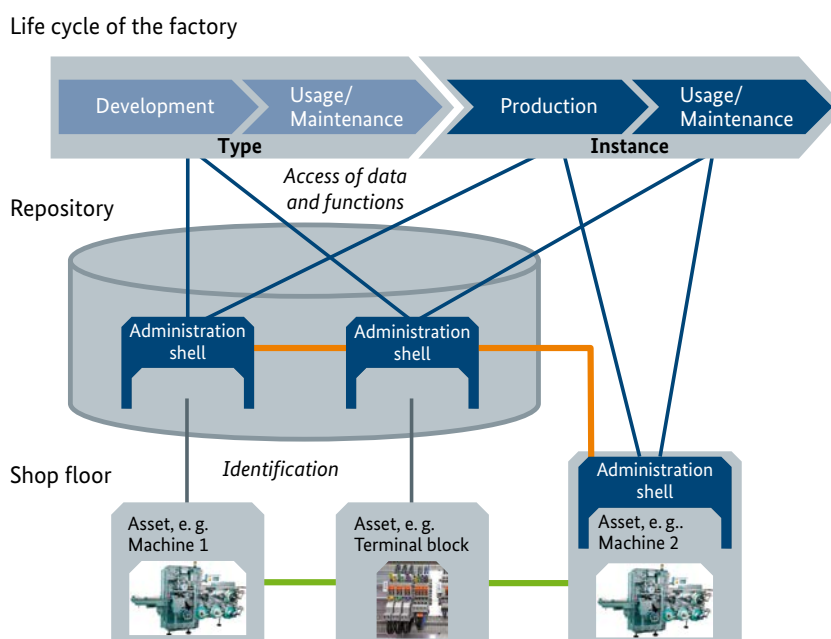 Life cycle of the factory
Development
Usage/
Maintenance
Production
Usage/
Maintenance
Type
Instance
Access of data
and functions
Repository
Administration
shell
Administration
shell
Identification
Shop floor
Administration
shell
Asset, e. g.
Machine 1
Asset, e. g.
Terminal block
Asset, e. g..
Machine 2